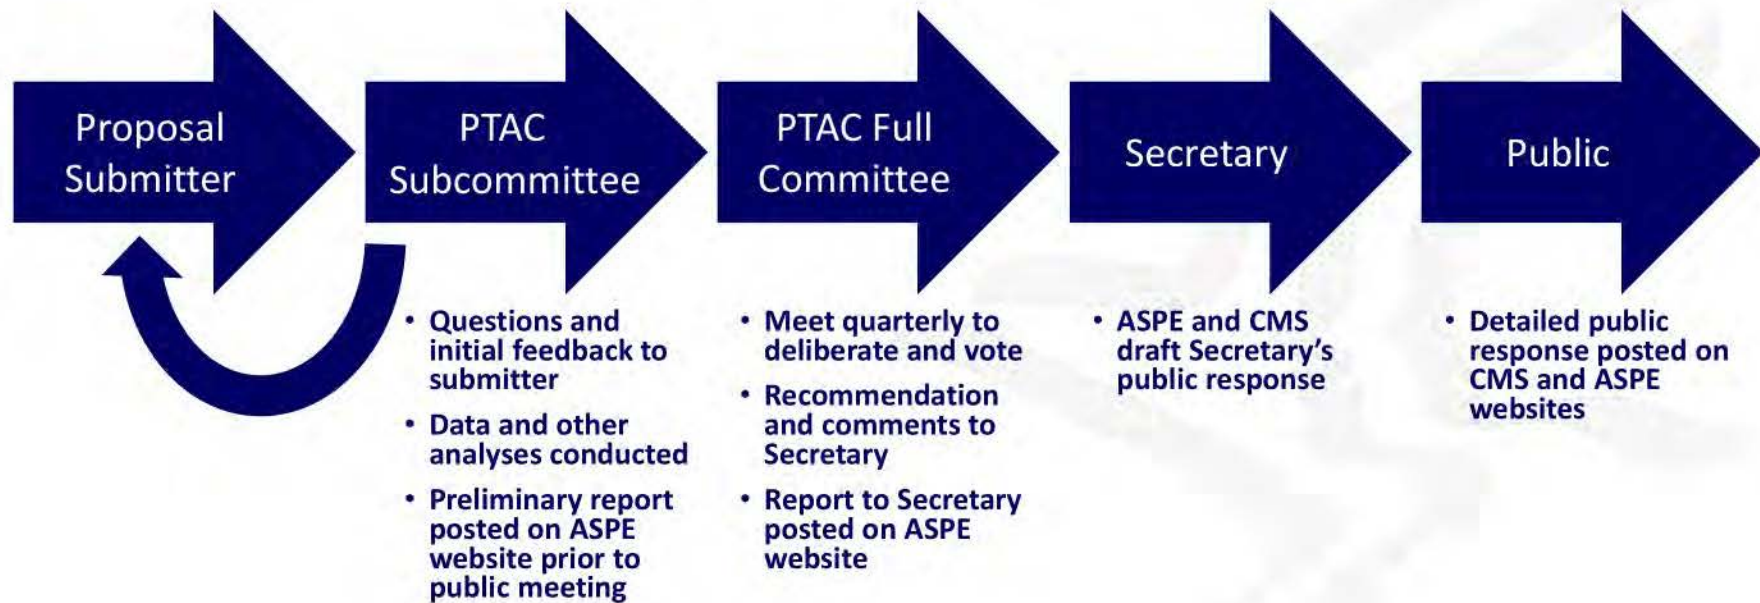 Proposal
Submitter
PTAC
Subcommittee
PTAC Full
Committee
Secretary
Public
• Questions and
initial feedback to
submitter
• Data and other
analyses conducted
• Preliminary report
posted on ASPE
website prior to
public meeting
• Meet quarterly to
deliberate and vote
• Recommendation
and comments to
Secretary
• Report to Secretary
posted on ASPE
website
• ASPE and CMS
draft Secretary's
public response
• Detailed public
response posted on
CMS and ASPE
websites